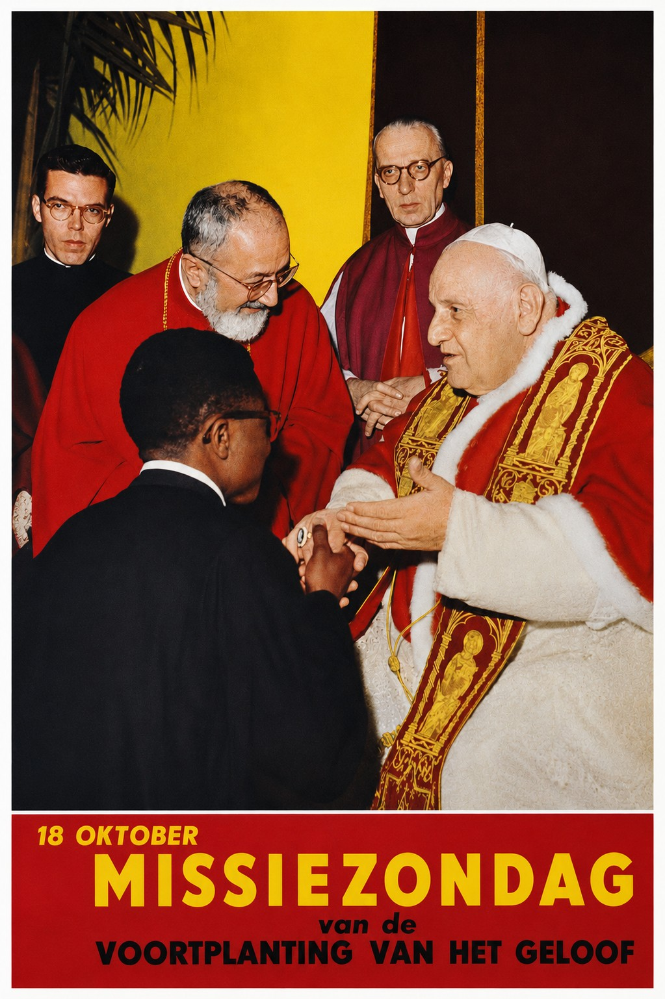 18 OKTOBER
MISSIEZONDAG
van de
VOORTPLANTING VAN HET GELOOF